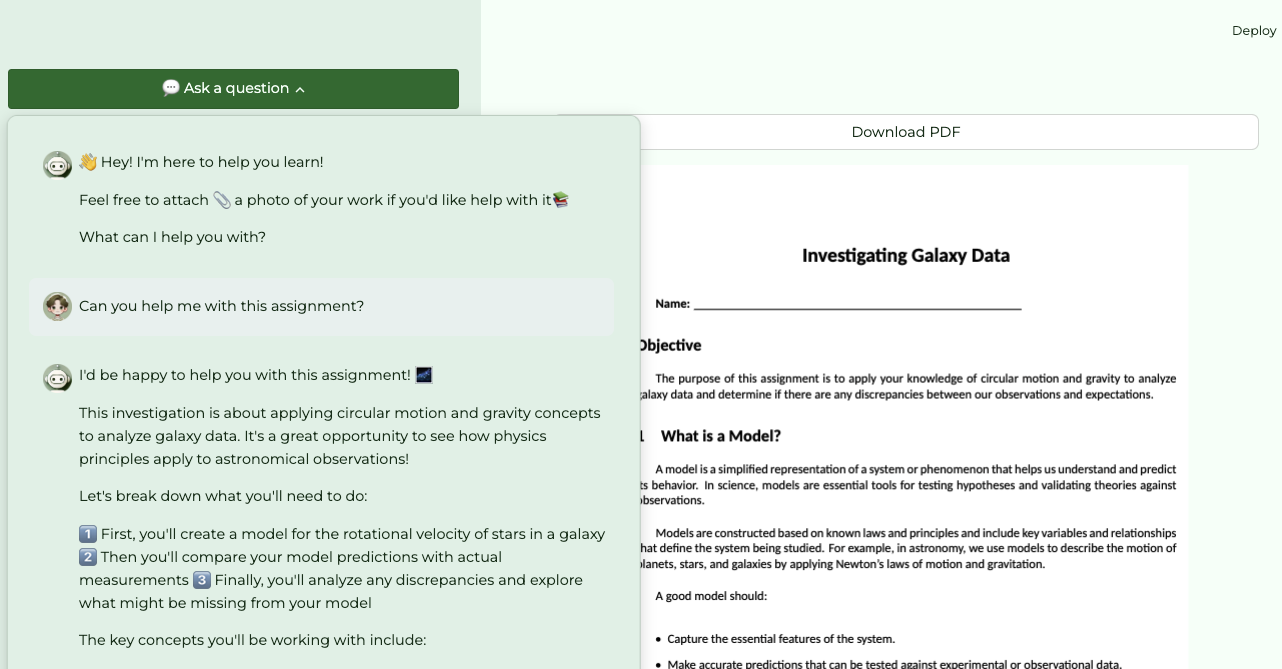 Deploy
💬 Ask a question
Download PDF
👋 Hey! I'm here to help you learn!
Feel free to attach 📎 a photo of your work if you'd like help with it📚
What can I help you with?
Can you help me with this assignment?
I'd be happy to help you with this assignment! 🌌
This investigation is about applying circular motion and gravity concepts
to analyze galaxy data. It's a great opportunity to see how physics
principles apply to astronomical observations!
Let's break down what you'll need to do:
1️⃣ First, you'll create a model for the rotational velocity of stars in a galaxy
2️⃣ Then you'll compare your model predictions with actual
measurements 3️⃣ Finally, you'll analyze any discrepancies and explore
what might be missing from your model
The key concepts you'll be working with include:
Investigating Galaxy Data
Name:
Objective
The purpose of this assignment is to apply your knowledge of circular motion and gravity to analyze
galaxy data and determine if there are any discrepancies between our observations and expectations.
1 What is a Model?
A model is a simplified representation of a system or phenomenon that helps us understand and predict
its behavior. In science, models are essential tools for testing hypotheses and validating theories against
observations.
Models are constructed based on known laws and principles and include key variables and relationships
that define the system being studied. For example, in astronomy, we use models to describe the motion of
planets, stars, and galaxies by applying Newton's laws of motion and gravitation.
A good model should:
• Capture the essential features of the system.
• Make accurate predictions that can be tested against experimental or observational data.